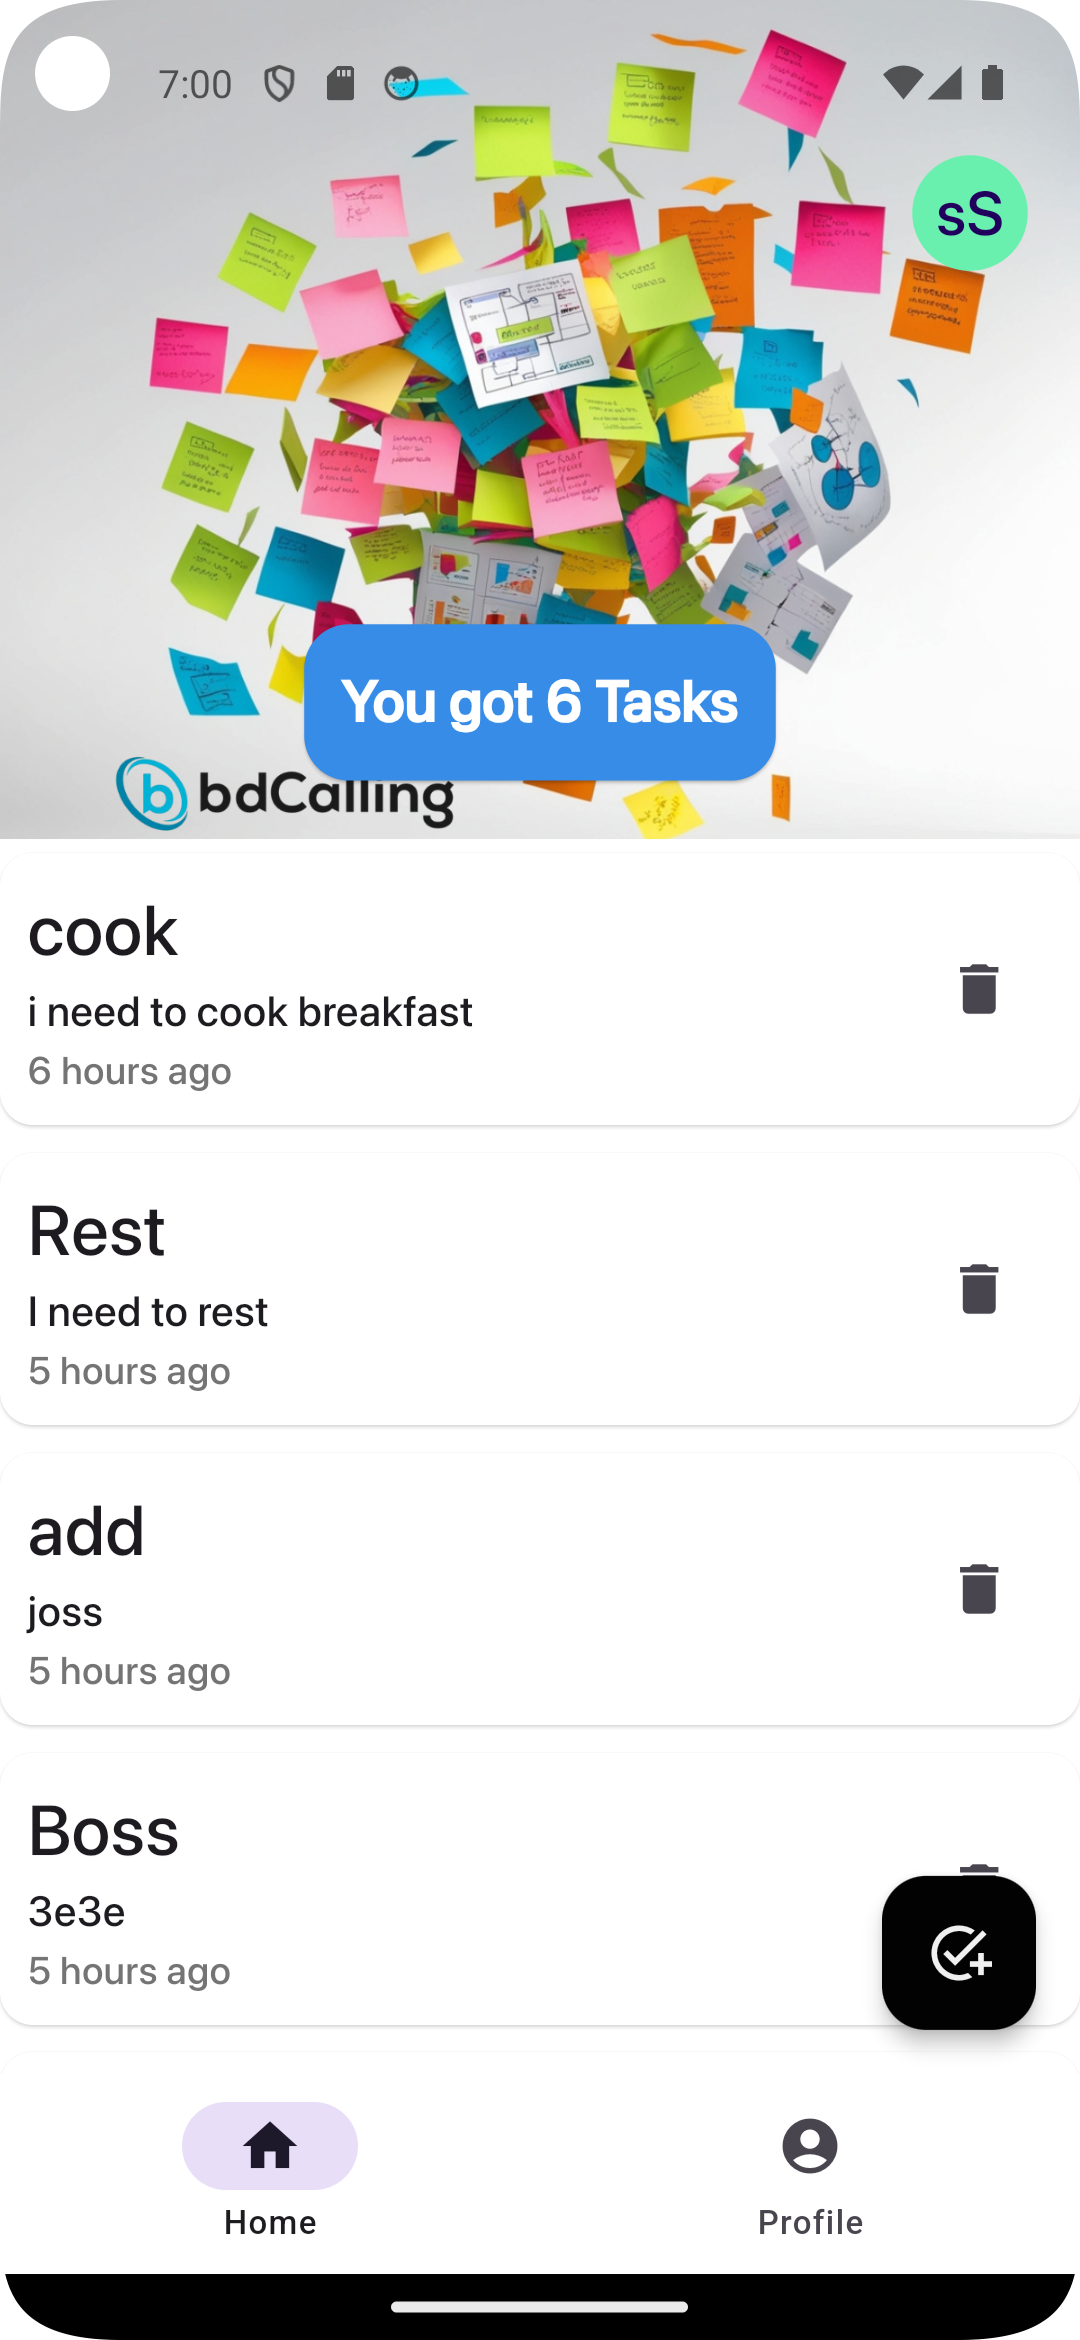 7:00
sS
You got 6 Tasks
bdCalling
cook
i need to cook breakfast
6 hours ago
Rest
I need to rest
5 hours ago
add
joss
5 hours ago
Boss
3e3e
5 hours ago
Home
Profile